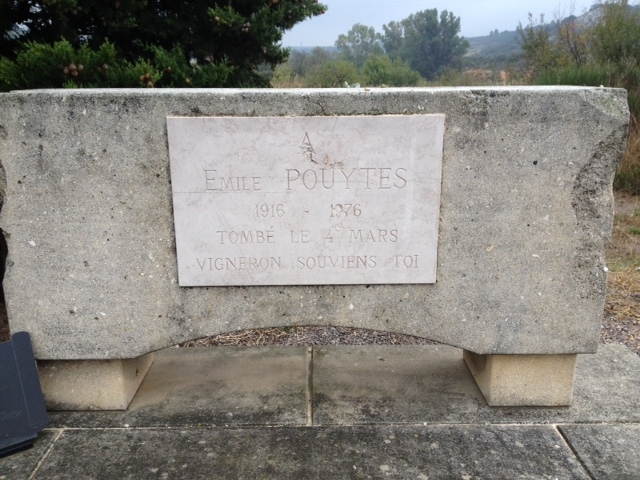 A
EMILE POUYTES
1916 - 1976
TOMBÉ LE 4 MARS
VIGNERON SOUVIENS TOI